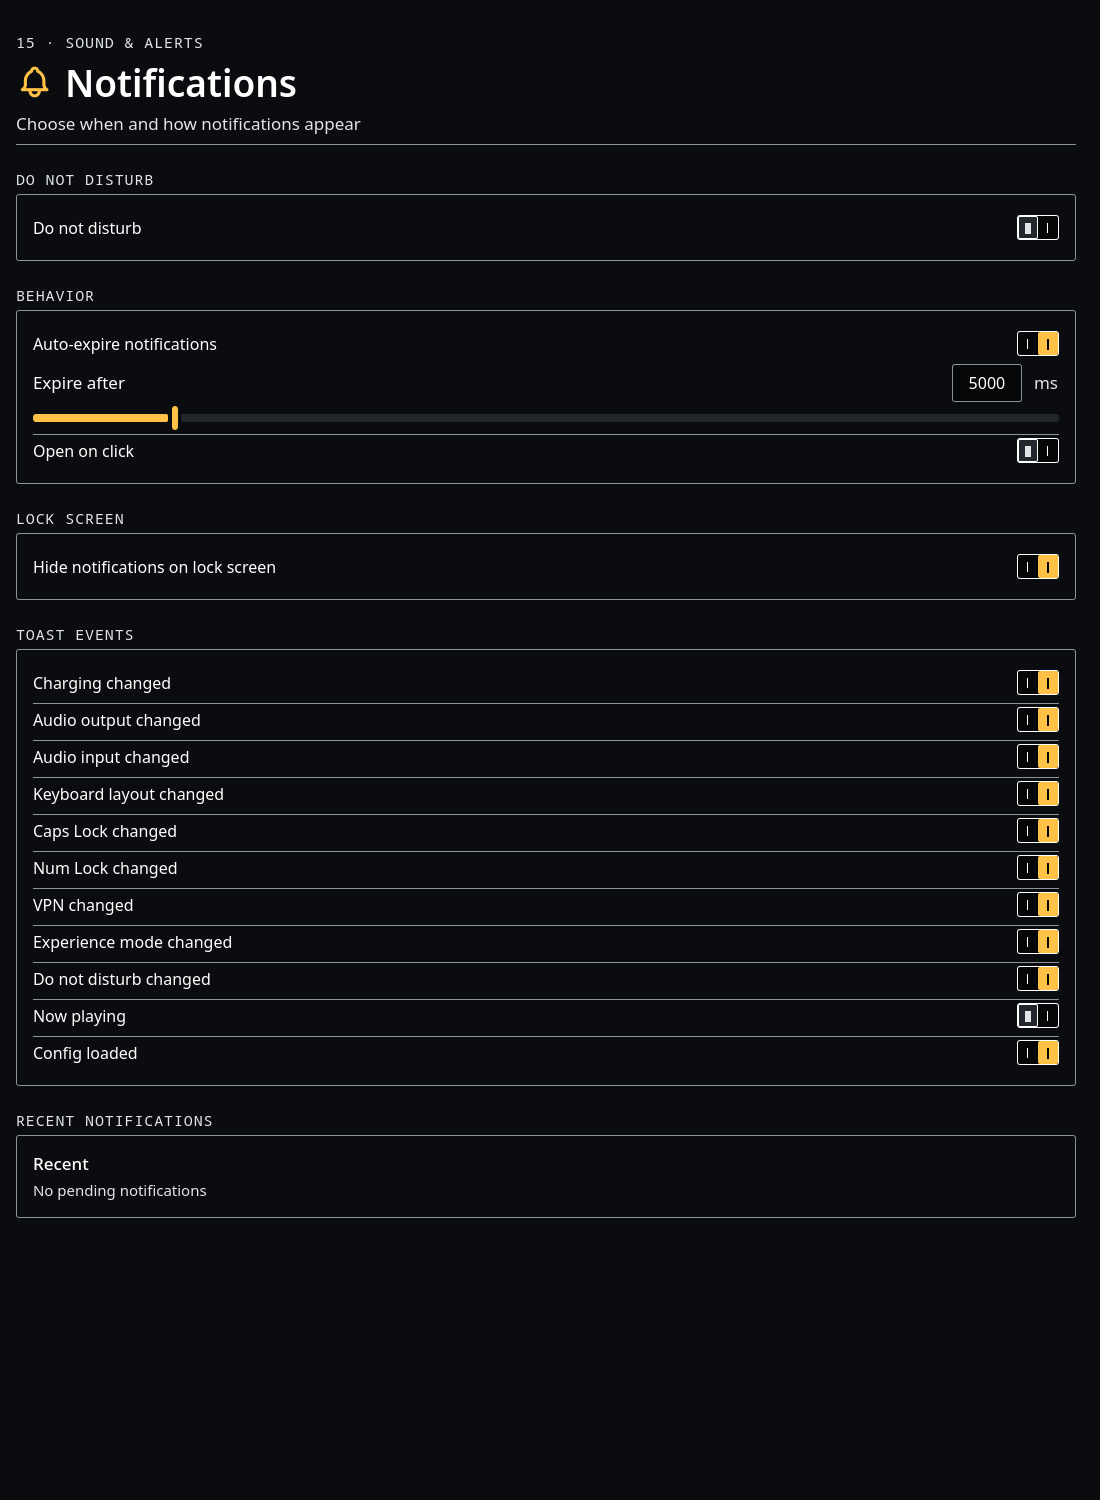 15 · SOUND & ALERTS
Notifications
Choose when and how notifications appear
DO NOT DISTURB
Do not disturb
BEHAVIOR
Auto-expire notifications
Expire after 5000 ms
Open on click
LOCK SCREEN
Hide notifications on lock screen
TOAST EVENTS
Charging changed
Audio output changed
Audio input changed
Keyboard layout changed
Caps Lock changed
Num Lock changed
VPN changed
Experience mode changed
Do not disturb changed
Now playing
Config loaded
RECENT NOTIFICATIONS
Recent
No pending notifications